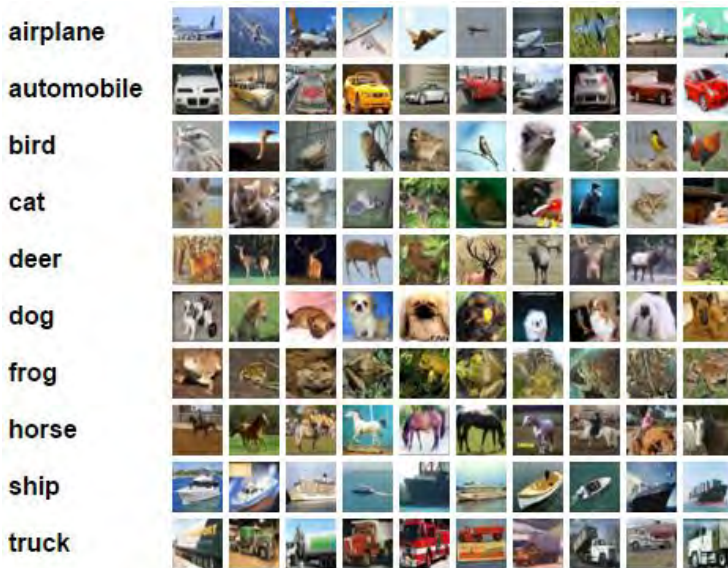 airplane
automobile
bird
cat
deer
dog
frog
horse
ship
truck